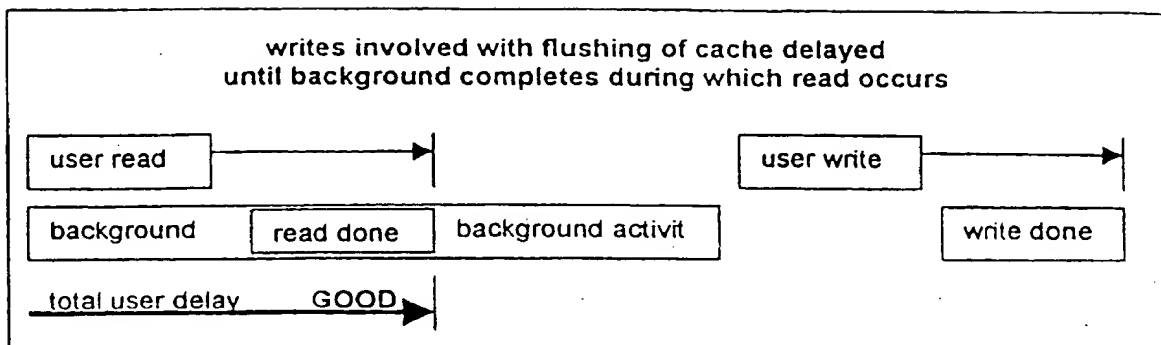 writes involved with flushing of cache delayed
until background completes during which read occurs
user read
user write
background
read done
background activit
write done
total user delay GOOD